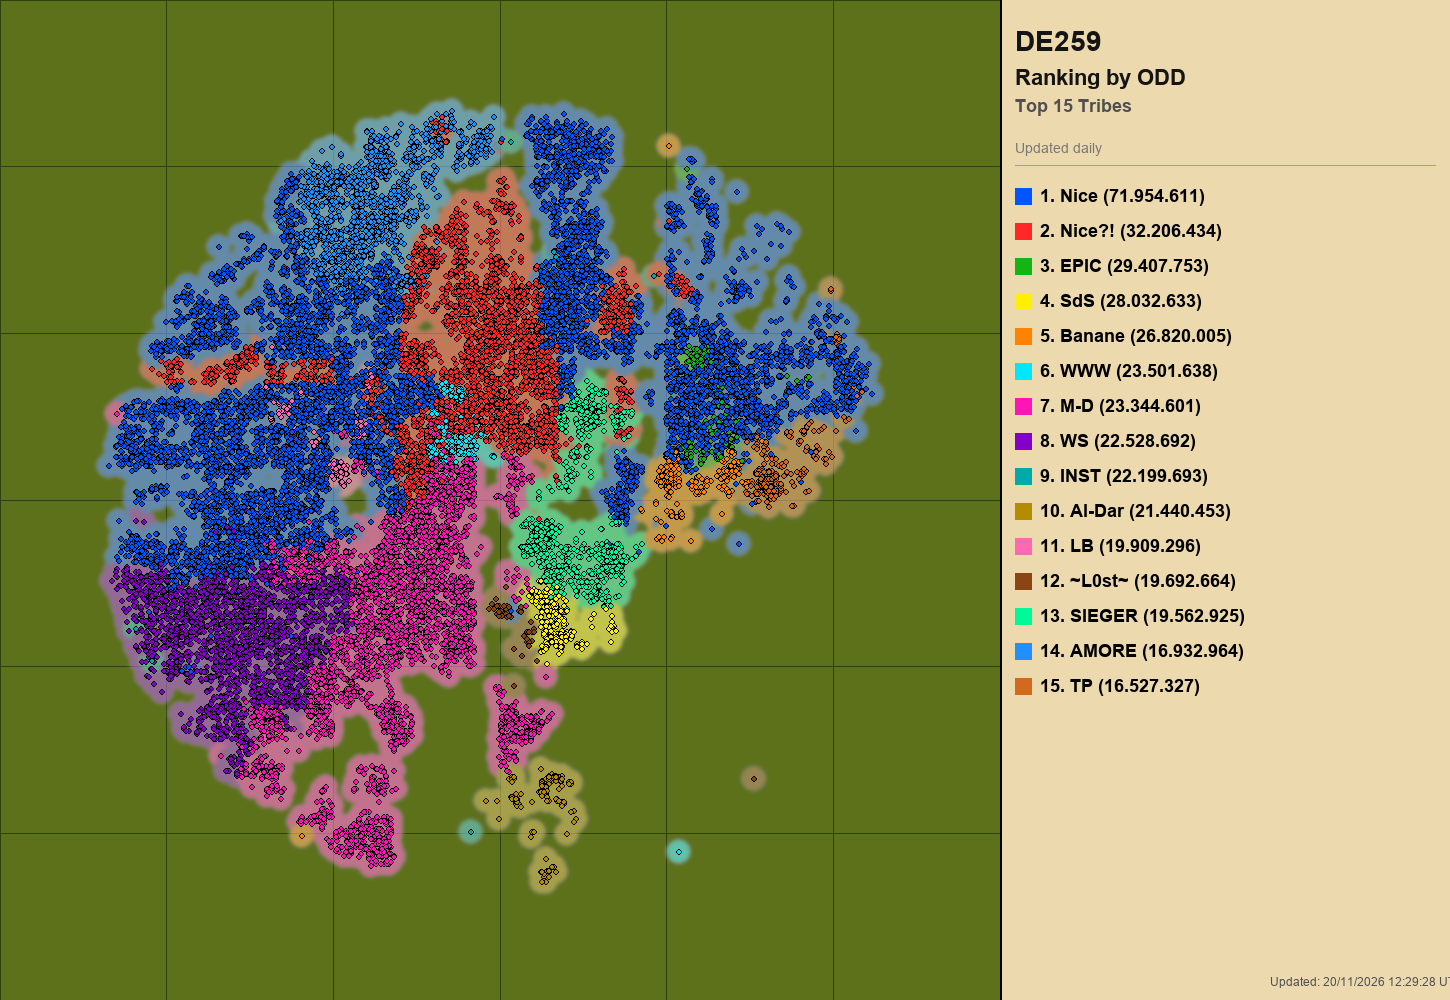 DE259
Ranking by ODD
Top 15 Tribes
Updated daily
1. Nice (71.954.611)
2. Nice?! (32.206.434)
3. EPIC (29.407.753)
4. SdS (28.032.633)
5. Banane (26.820.005)
6. WWW (23.501.638)
7. M-D (23.344.601)
8. WS (22.528.692)
9. INST (22.199.693)
10. Al-Dar (21.440.453)
11. LB (19.909.296)
12. ~L0st~ (19.692.664)
13. SIEGER (19.562.925)
14. AMORE (16.932.964)
15. TP (16.527.327)
Updated: 20/11/2026 12:29:28 U